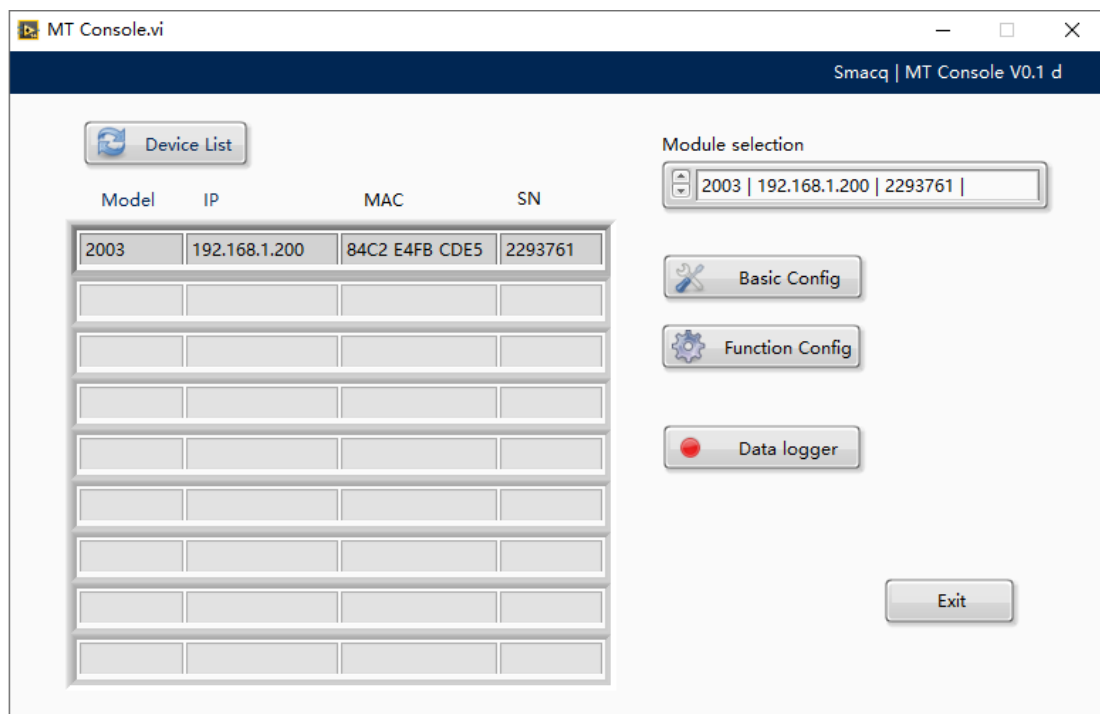 MT Console.vi
Smacq | MT Console V0.1 d
Device List
Model IP MAC SN
2003 192.168.1.200 84C2 E4FB CDE5 2293761
Module selection
2003 | 192.168.1.200 | 2293761 |
Basic Config
Function Config
Data logger
Exit